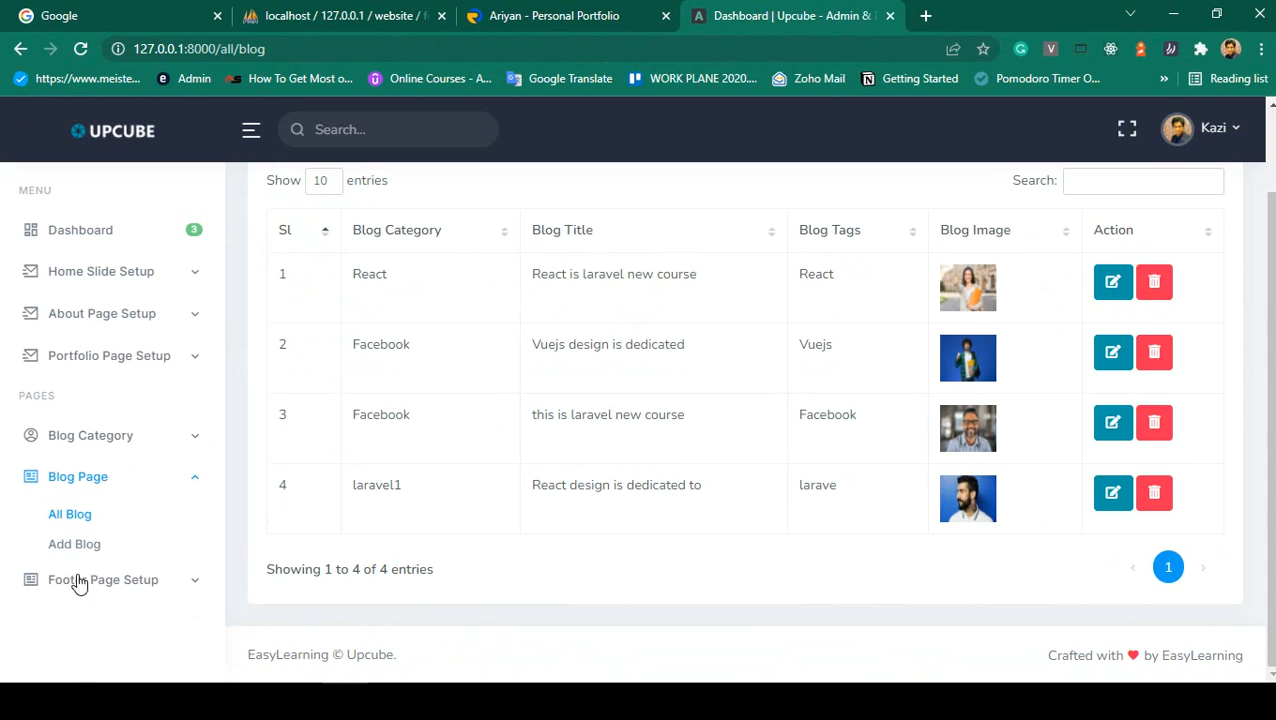 Google
localhost / 127.0.0.1 / website / f
Ariyan - Personal Portfolio
Dashboard | Upcube - Admin &
127.0.0.1:8000/all/blog
https://www.meiste...
Admin
How To Get Most o...
Online Courses - A...
Google Translate
WORK PLANE 2020....
Zoho Mail
Getting Started
Pomodoro Timer O...
»
Reading list
UPCUBE
Search...
Kazi
MENU
Dashboard 3
Home Slide Setup
About Page Setup
Portfolio Page Setup
PAGES
Blog Category
Blog Page
All Blog
Add Blog
Footer Page Setup
Show 10 entries
Search:
Sl Blog Category Blog Title Blog Tags Blog Image Action
1 React React is laravel new course React
2 Facebook Vuejs design is dedicated Vuejs
3 Facebook this is laravel new course Facebook
4 laravel1 React design is dedicated to larave
Showing 1 to 4 of 4 entries
‹ 1 ›
EasyLearning © Upcube.
Crafted with ♥ by EasyLearning